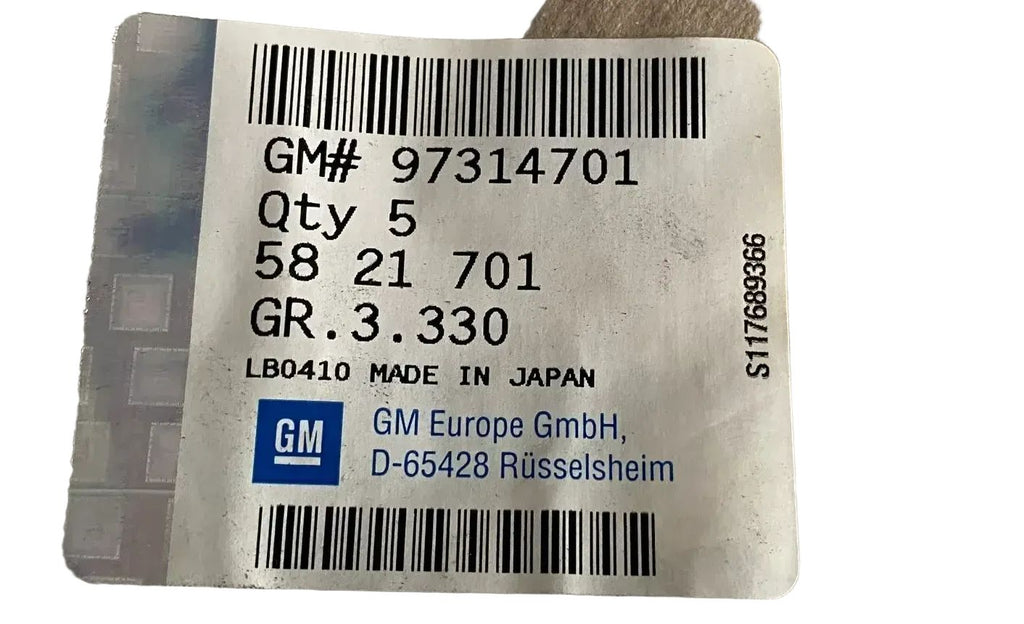 GM# 97314701
Qty 5
58 21 701
GR.3.330
LB0410 MADE IN JAPAN
GM
GM Europe GmbH,
D-65428 Rüsselsheim
S117689366